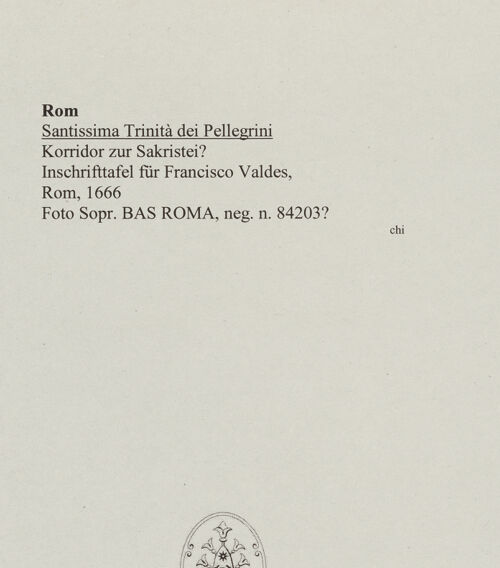 Rom
Santissima Trinità dei Pellegrini
Korridor zur Sakristei?
Inschrifttafel für Francisco Valdes,
Rom, 1666
Foto Sopr. BAS ROMA, neg. n. 84203?
chi